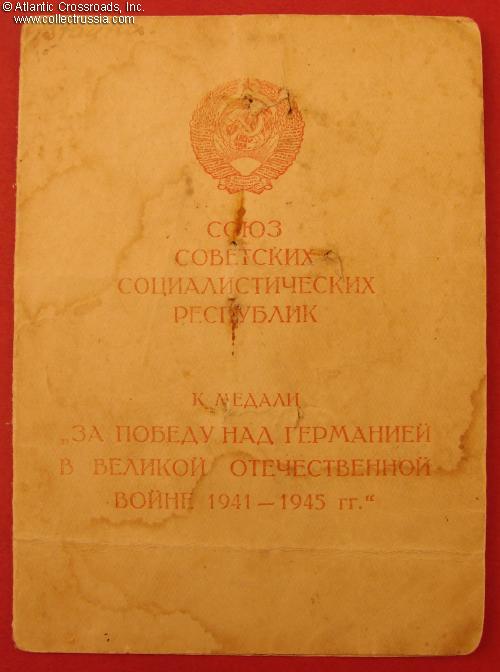 © Atlantic Crossroads, Inc.
www.collectrussia.com
СОЮЗ
СОВЕТСКИХ
СОЦИАЛИСТИЧЕСКИХ
РЕСПУБЛИК
К МЕДАЛИ
„ЗА ПОБЕДУ НАД ГЕРМАНИЕЙ
В ВЕЛИКОЙ ОТЕЧЕСТВЕННОЙ
ВОЙНЕ 1941 — 1945 гг.“